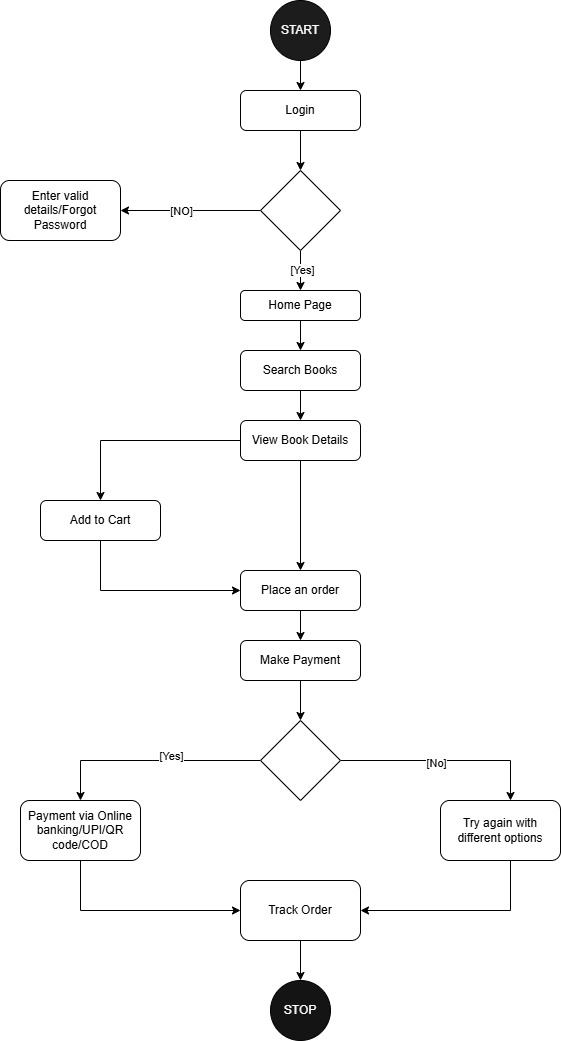 START
Login
Enter valid
details/Forgot
Password
[NO]
[Yes]
Home Page
Search Books
View Book Details
Add to Cart
Place an order
Make Payment
[Yes]
[No]
Payment via Online
banking/UPI/QR
code/COD
Try again with
different options
Track Order
STOP